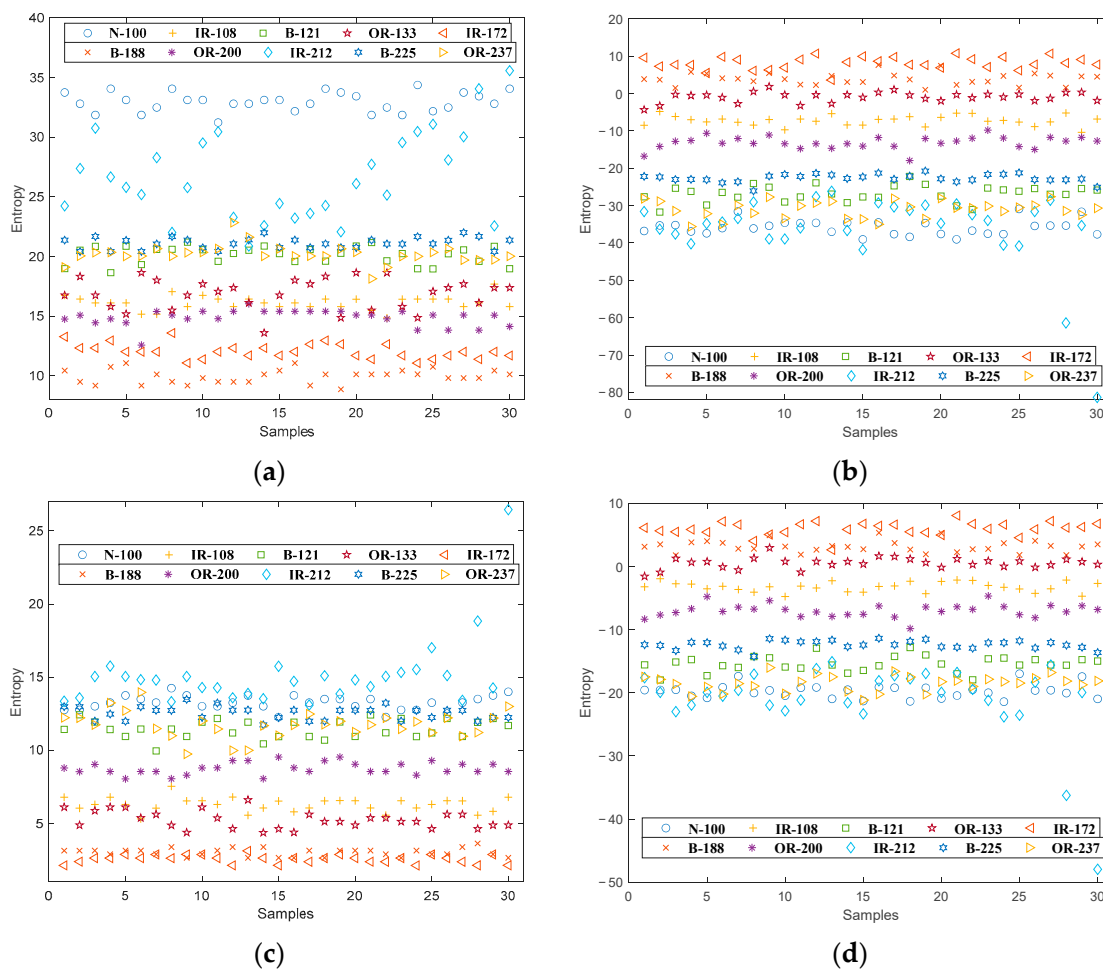 40
35
30
25
20
15
10
Entropy
N-100 IR-108 B-121 OR-133 IR-172
B-188 OR-200 IR-212 B-225 OR-237
0 5 10 15 20 25 30
Samples
(a)
20
10
0
−10
−20
−30
−40
−50
−60
−70
−80
Entropy
N-100 IR-108 B-121 OR-133 IR-172
B-188 OR-200 IR-212 B-225 OR-237
0 5 10 15 20 25 30
Samples
(b)
25
20
15
10
5
Entropy
N-100 IR-108 B-121 OR-133 IR-172
B-188 OR-200 IR-212 B-225 OR-237
0 5 10 15 20 25 30
Samples
(c)
10
0
−10
−20
−30
−40
−50
Entropy
N-100 IR-108 B-121 OR-133 IR-172
B-188 OR-200 IR-212 B-225 OR-237
0 5 10 15 20 25 30
Samples
(d)